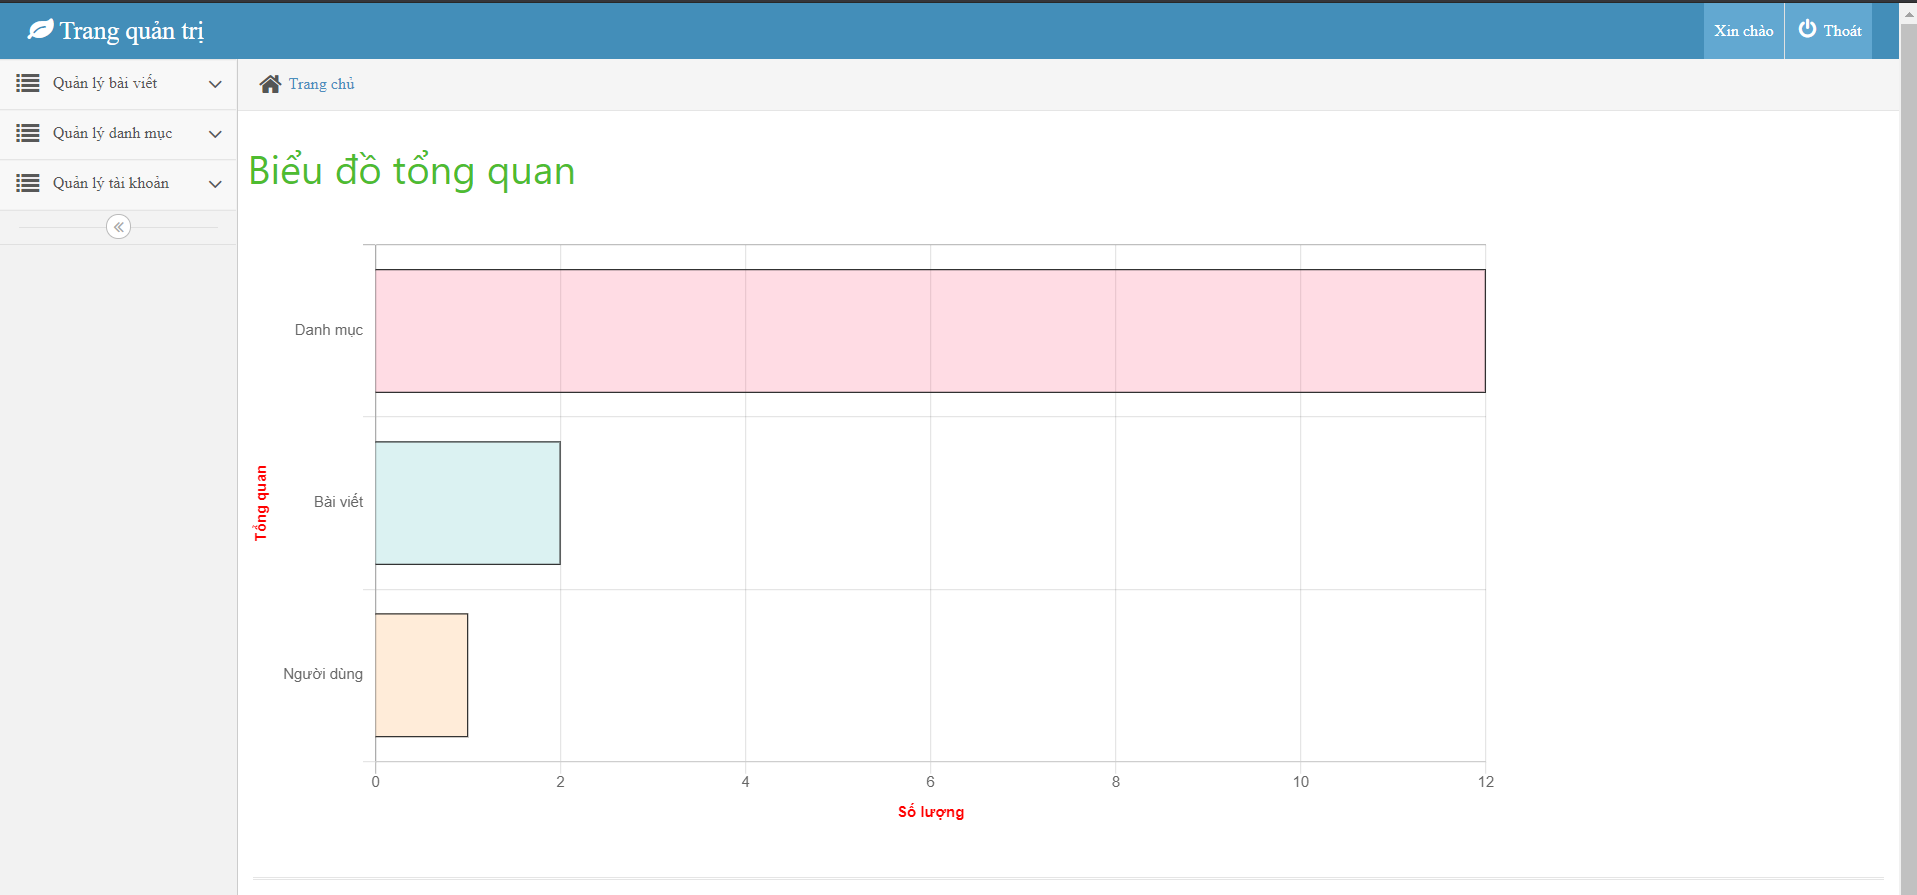 Trang quản trị
Xin chào
Thoát
Quản lý bài viết
Quản lý danh mục
Quản lý tài khoản
Trang chủ
Biểu đồ tổng quan
Tổng quan
Danh mục
Bài viết
Người dùng
0 2 4 6 8 10 12
Số lượng